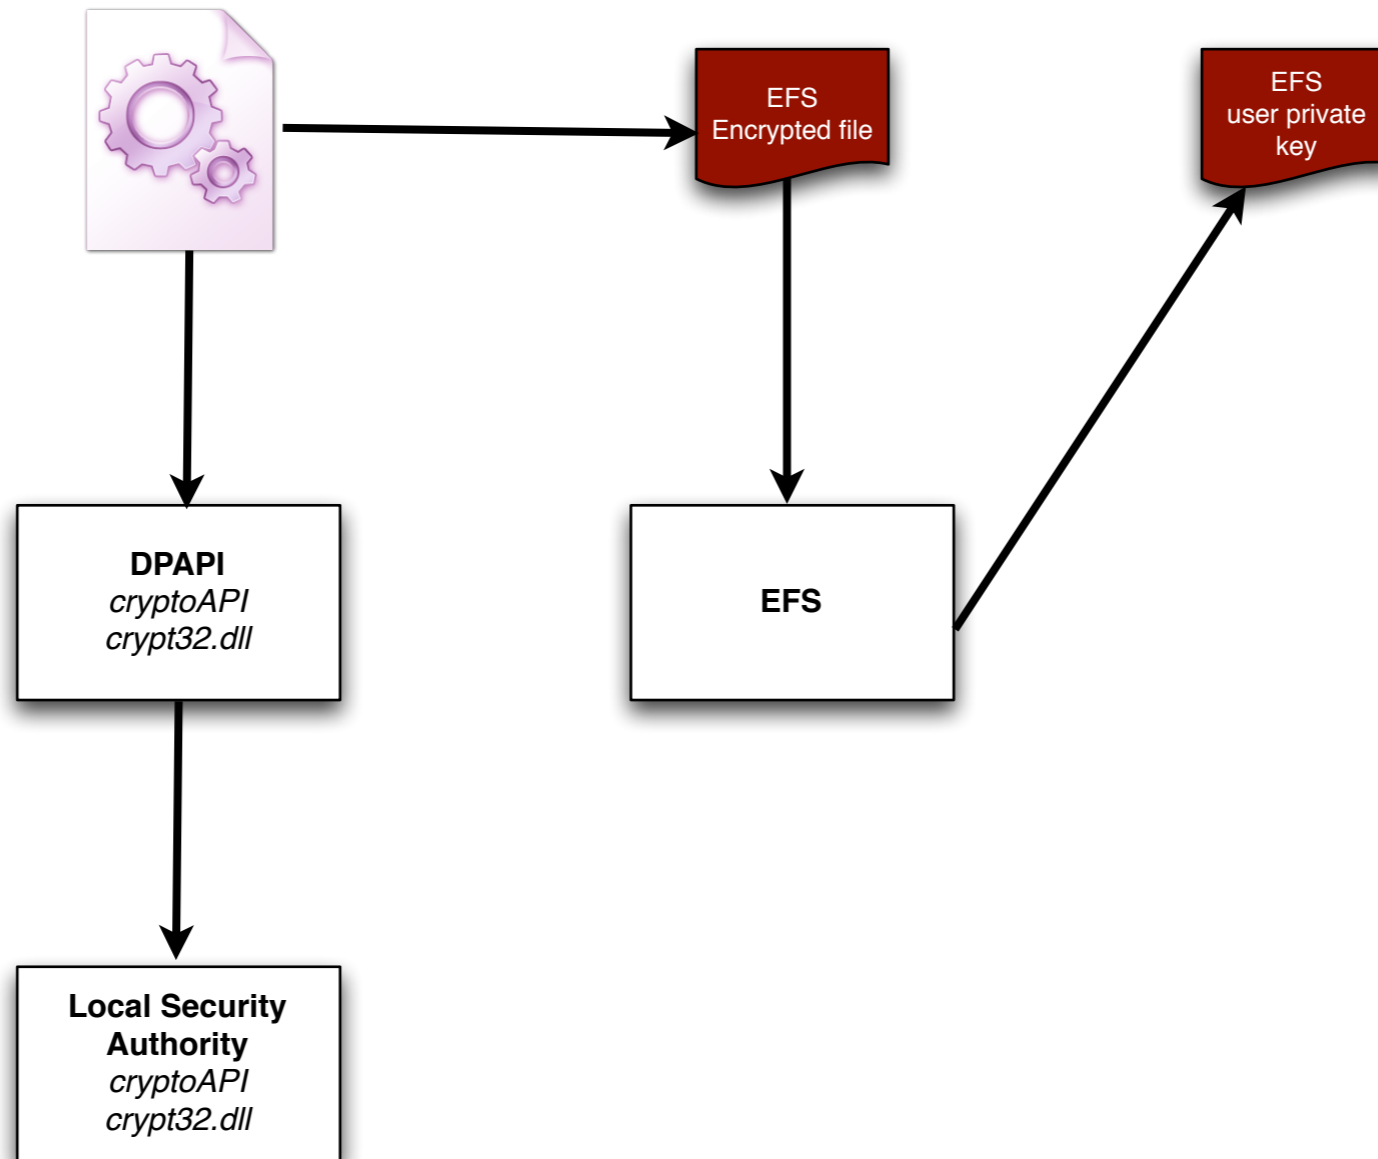 EFS
Encrypted file
EFS
user private
key
DPAPI
cryptoAPI
crypt32.dll
EFS
Local Security
Authority
cryptoAPI
crypt32.dll